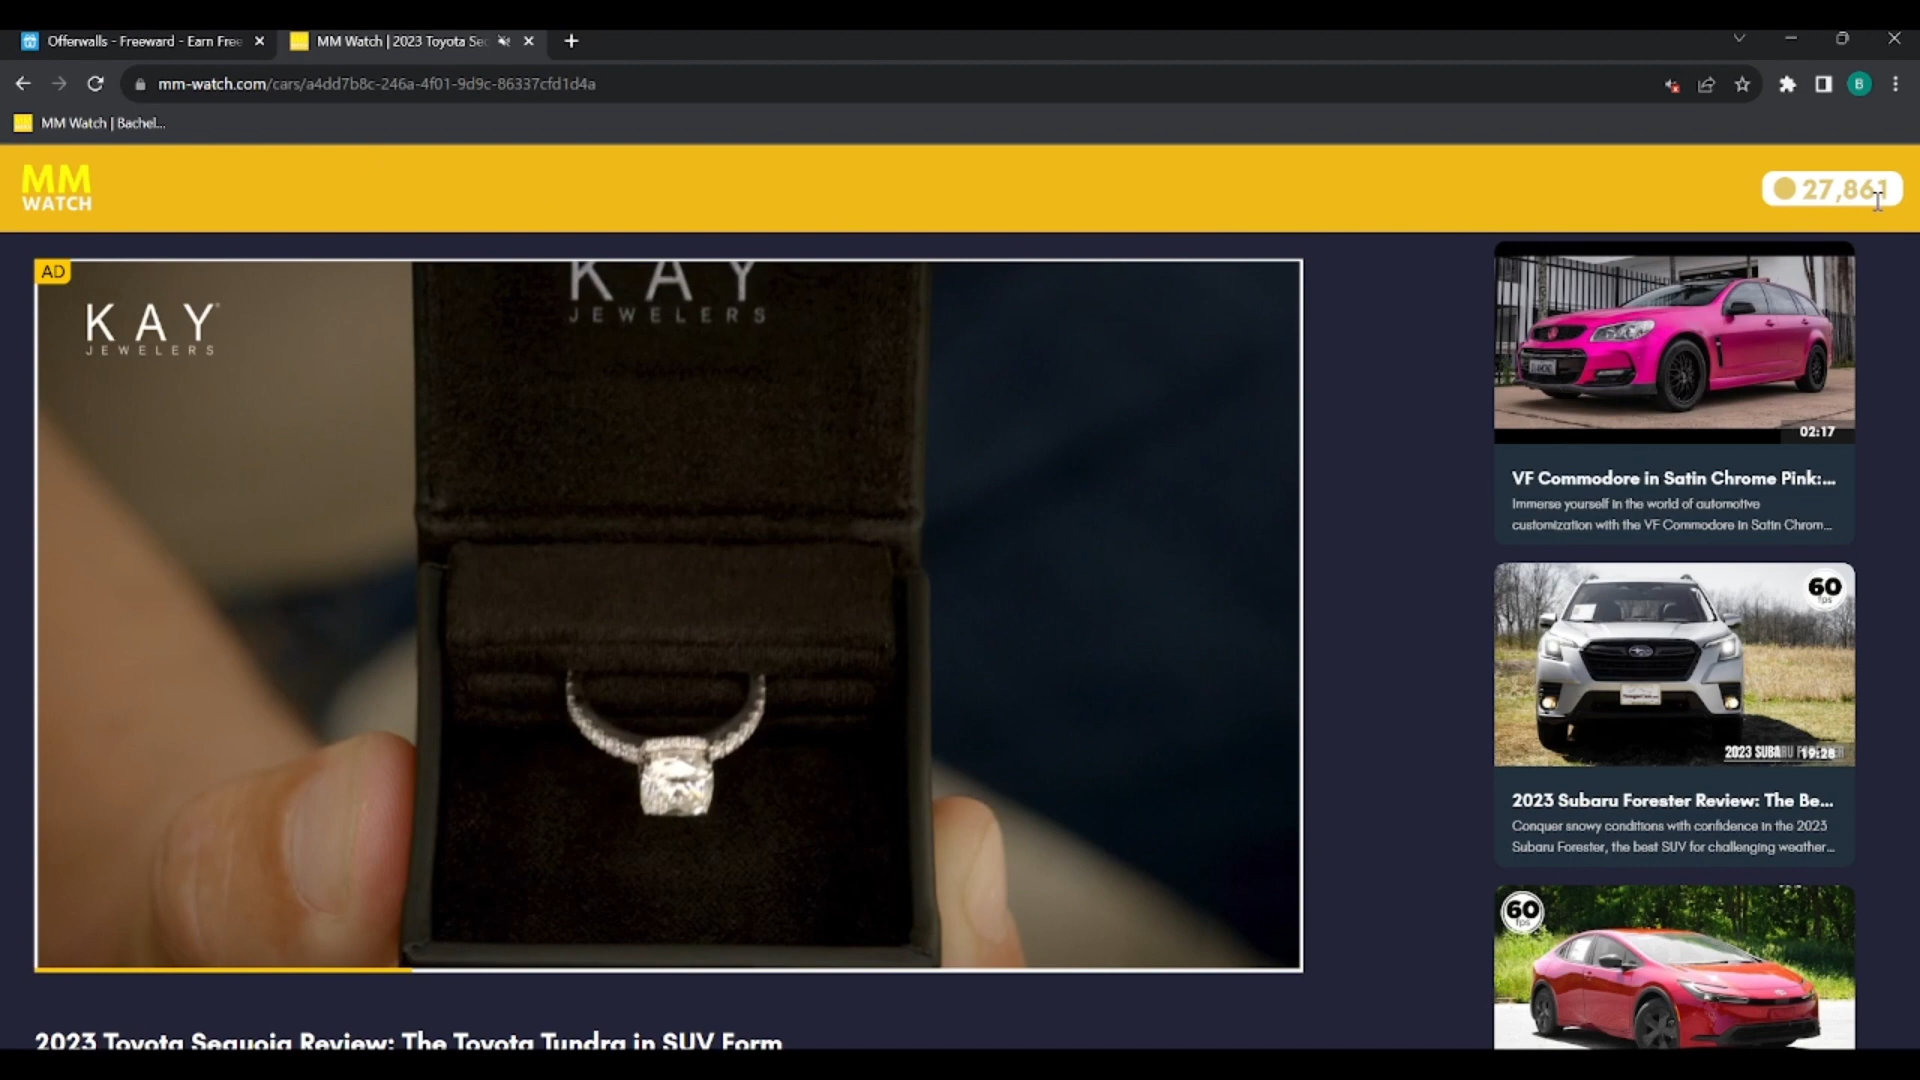 Offerwalls - Freeward - Earn Free
MM Watch | 2023 Toyota Se
mm-watch.com/cars/a4dd7b8c-246a-4f01-9d9c-86337cfd1d4a
B
MM Watch | Bachel...
MM
WATCH
27,861
AD
KAY
JEWELERS
KAY
JEWELERS
02:17
VF Commodore in Satin Chrome Pink:...
Immerse yourself in the world of automotive
customization with the VF Commodore in Satin Chrom...
60
fps
2023 SUBARU
19:28
2023 Subaru Forester Review: The Be...
Conquer snowy conditions with confidence in the 2023
Subaru Forester, the best SUV for challenging weather...
60
fps
2023 Toyota Sequoia Review: The Toyota Tundra in SUV Form